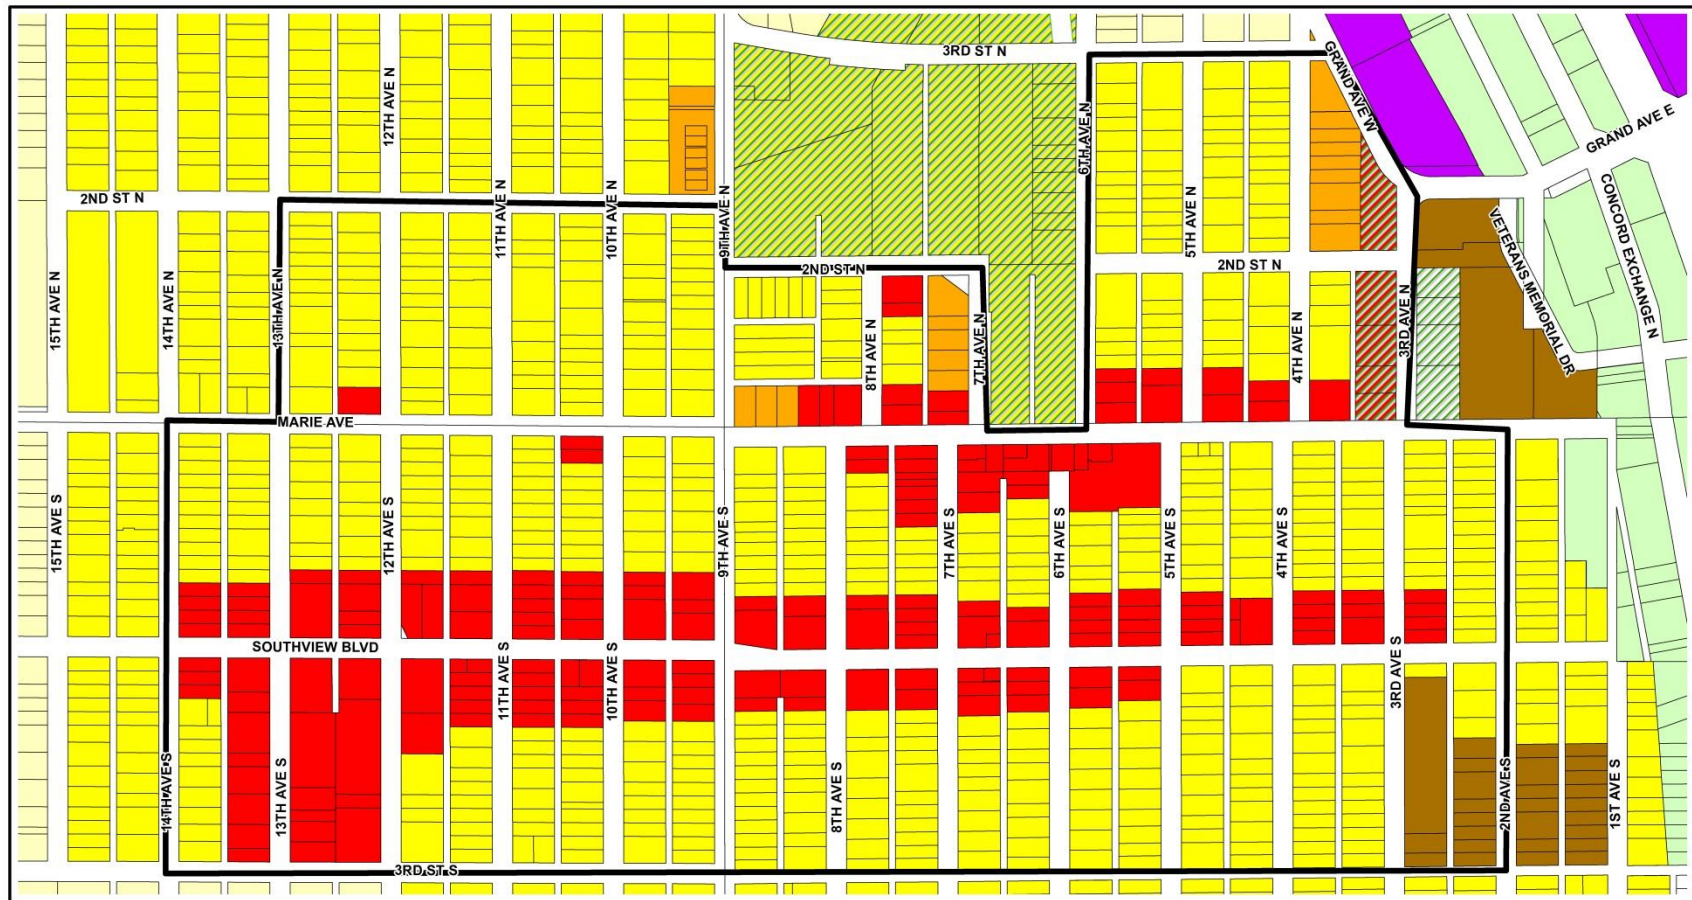 3RD ST N
GRAND AVE W
GRAND AVE E
12TH AVE N
6TH AVE N
2ND ST N
11TH AVE N
10TH AVE N
9TH AVE N
5TH AVE N
CONCORD EXCHANGE N
VETERANS MEMORIAL DR
2ND ST N
2ND ST N
15TH AVE N
14TH AVE N
13TH AVE N
8TH AVE N
7TH AVE N
4TH AVE N
3RD AVE N
MARIE AVE
15TH AVE S
12TH AVE S
9TH AVE S
7TH AVE S
6TH AVE S
5TH AVE S
4TH AVE S
SOUTHVIEW BLVD
11TH AVE S
10TH AVE S
3RD AVE S
14TH AVE S
13TH AVE S
8TH AVE S
2ND AVE S
1ST AVE S
3RD ST S